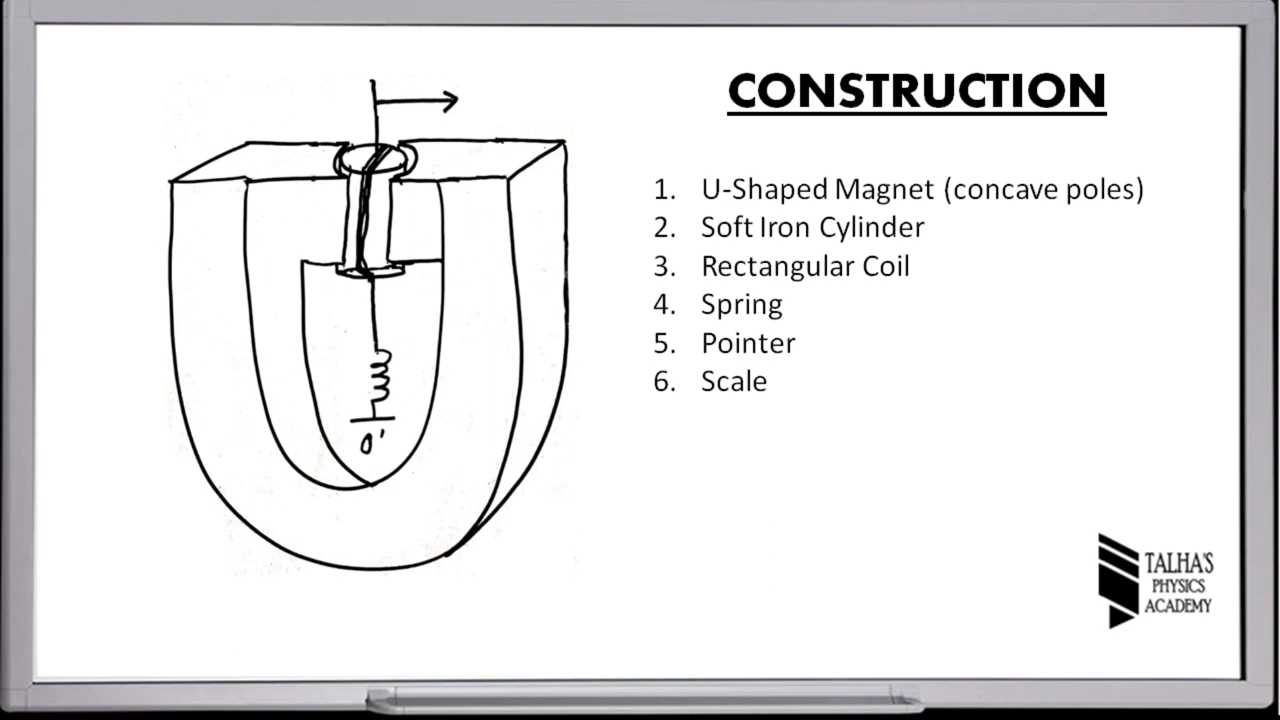 CONSTRUCTION
1. U-Shaped Magnet (concave poles)
2. Soft Iron Cylinder
3. Rectangular Coil
4. Spring
5. Pointer
6. Scale
o'
TALHA'S
PHYSICS
ACADEMY